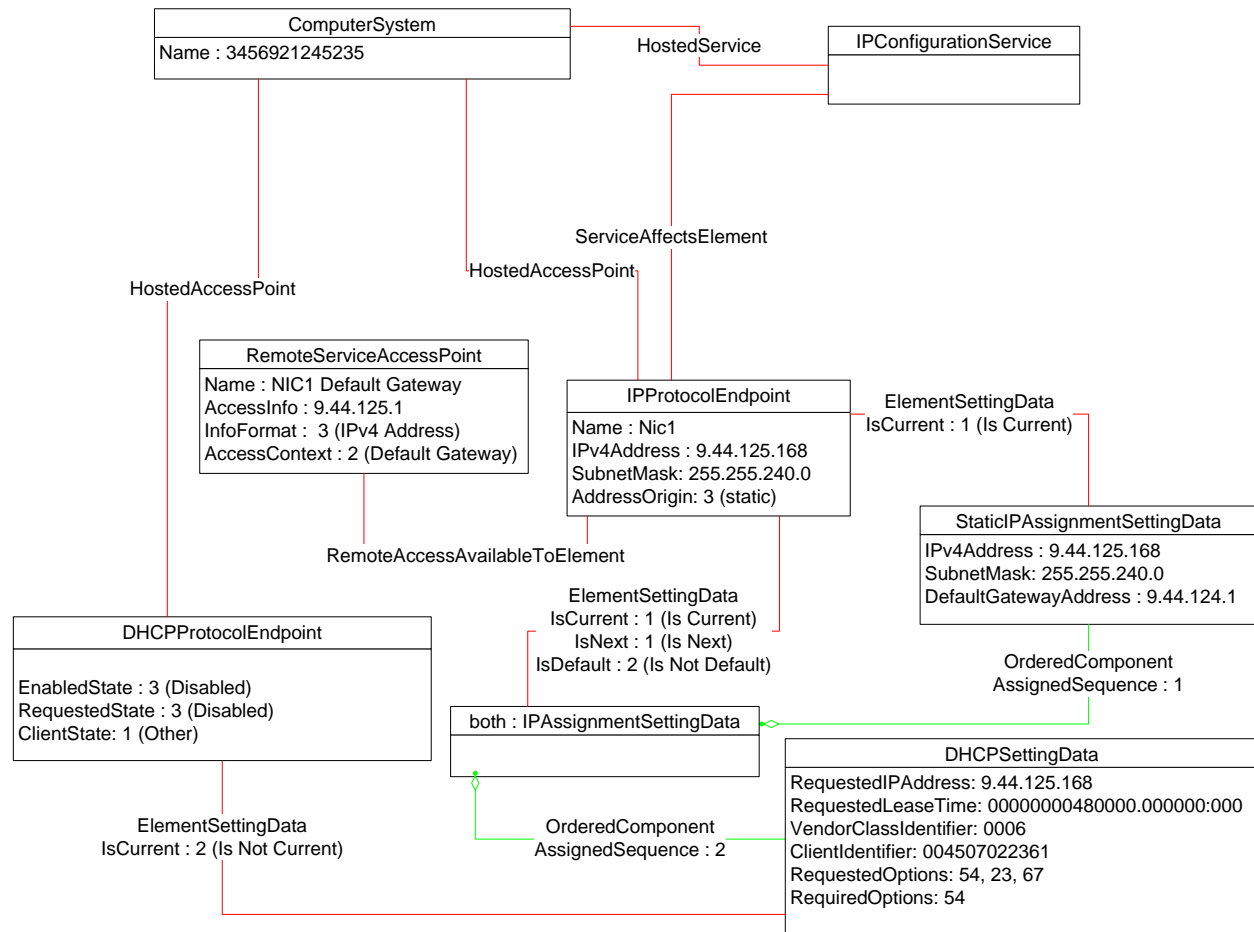 ComputerSystem
Name : 3456921245235
HostedService
IPConfigurationService
ServiceAffectsElement
HostedAccessPoint
HostedAccessPoint
RemoteServiceAccessPoint
Name : NIC1 Default Gateway
AccessInfo : 9.44.125.1
InfoFormat :  3 (IPv4 Address)
AccessContext : 2 (Default Gateway)
IPProtocolEndpoint
Name : Nic1
IPv4Address : 9.44.125.168
SubnetMask: 255.255.240.0
AddressOrigin: 3 (static)
ElementSettingData
IsCurrent : 1 (Is Current)
StaticIPAssignmentSettingData
IPv4Address : 9.44.125.168
SubnetMask: 255.255.240.0
DefaultGatewayAddress : 9.44.124.1
RemoteAccessAvailableToElement
ElementSettingData
IsCurrent : 1 (Is Current)
IsNext : 1 (Is Next)
IsDefault : 2 (Is Not Default)
DHCPProtocolEndpoint
EnabledState : 3 (Disabled)
RequestedState : 3 (Disabled)
ClientState: 1 (Other)
OrderedComponent
AssignedSequence : 1
both : IPAssignmentSettingData
DHCPSettingData
RequestedIPAddress: 9.44.125.168
RequestedLeaseTime: 00000000480000.000000:000
VendorClassIdentifier: 0006
ClientIdentifier: 004507022361
RequestedOptions: 54, 23, 67
RequiredOptions: 54
OrderedComponent
AssignedSequence : 2
ElementSettingData
IsCurrent : 2 (Is Not Current)